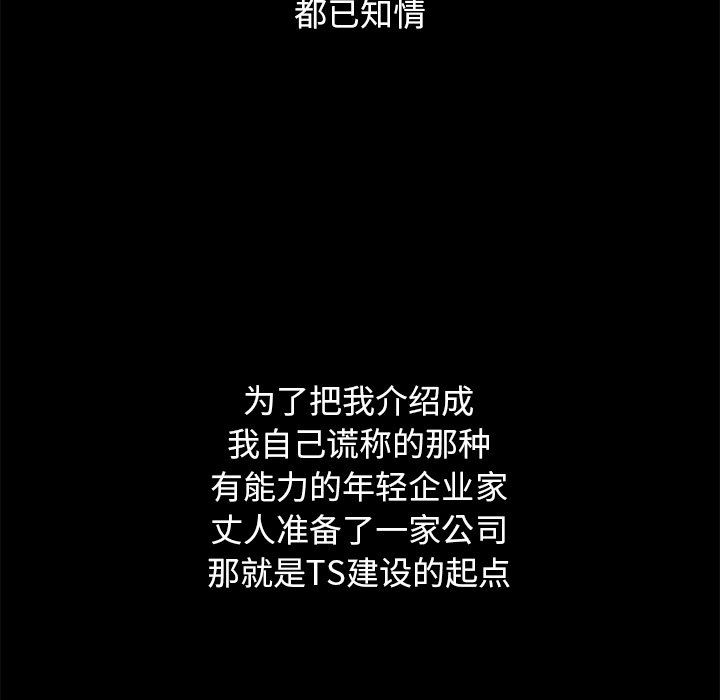 都已知情
为了把我介绍成
我自己谎称的那种
有能力的年轻企业家
丈人准备了一家公司
那就是TS建设的起点